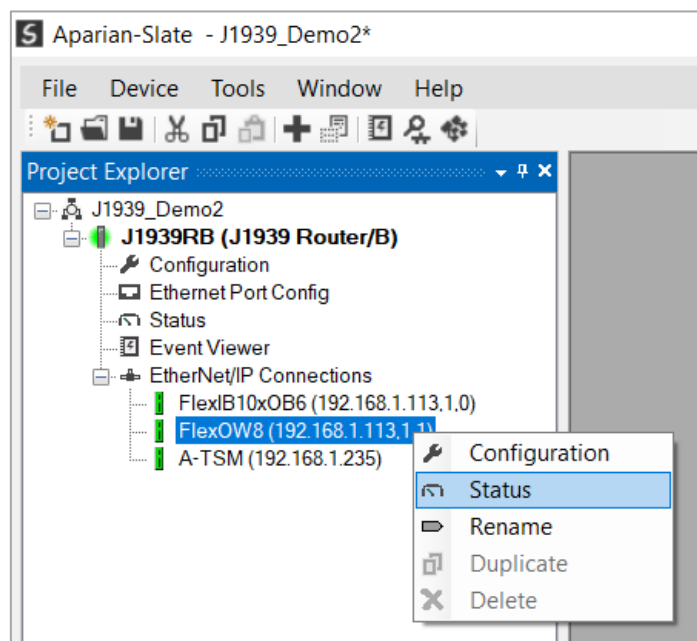 S Aparian-Slate - J1939_Demo2*
File Device Tools Window Help
Project Explorer
J1939_Demo2
J1939RB (J1939 Router/B)
Configuration
Ethernet Port Config
Status
Event Viewer
EtherNet/IP Connections
FlexIB10xOB6 (192.168.1.113,1,0)
FlexOW8 (192.168.1.113,1,1)
A-TSM (192.168.1.235)
Configuration
Status
Rename
Duplicate
Delete